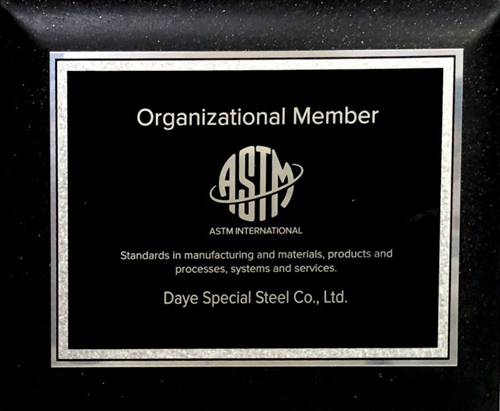 Organizational Member
ASTM
ASTM INTERNATIONAL
Standards in manufacturing and materials, products and
processes, systems and services.
Daye Special Steel Co., Ltd.